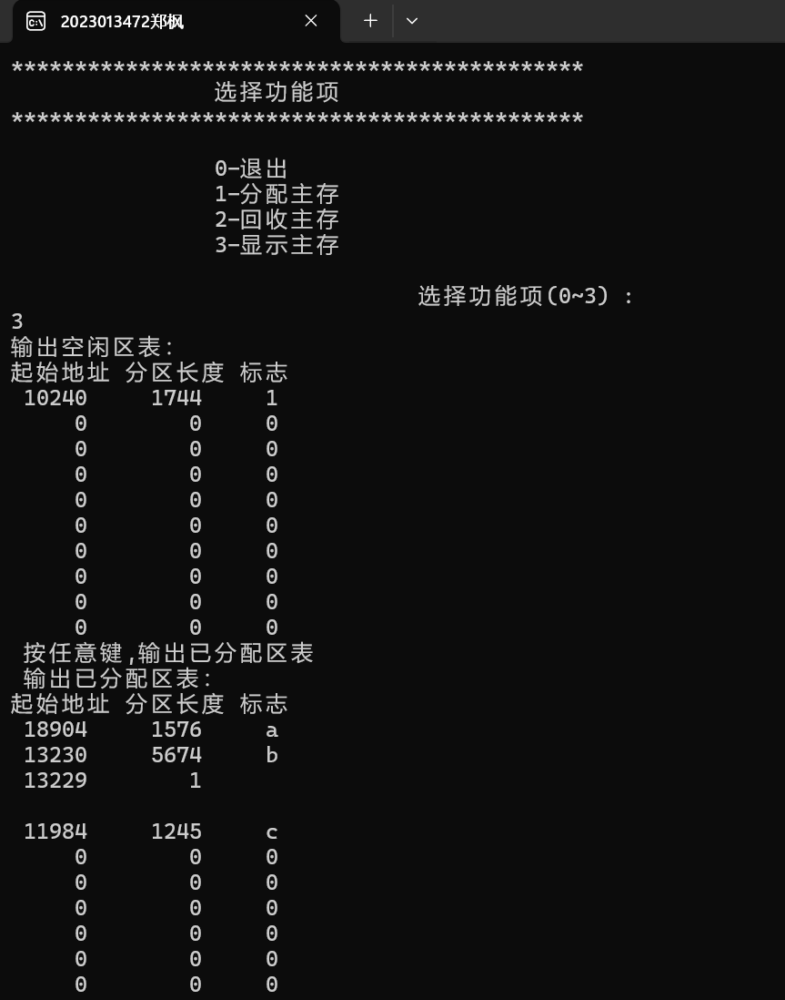 2023013472郑枫
*********************************************
选择功能项
*********************************************
0-退出
1-分配主存
2-回收主存
3-显示主存
选择功能项(0~3) :
3
输出空闲区表:
起始地址 分区长度 标志
10240 1744 1
0 0 0
0 0 0
0 0 0
0 0 0
0 0 0
0 0 0
0 0 0
0 0 0
0 0 0
按任意键,输出已分配区表
输出已分配区表:
起始地址 分区长度 标志
18904 1576 a
13230 5674 b
13229 1
11984 1245 c
0 0 0
0 0 0
0 0 0
0 0 0
0 0 0
0 0 0